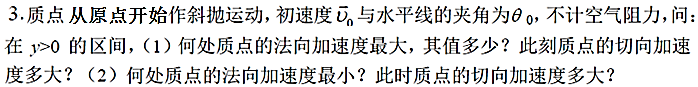 3.质点从原点开始作斜抛运动,初速度 v̄₀ 与水平线的夹角为θ₀,不计空气阻力,问:
在 y>0 的区间,(1)何处质点的法向加速度最大,其值多少?此刻质点的切向加速
度多大?(2)何处质点的法向加速度最小?此时质点的切向加速度多大?